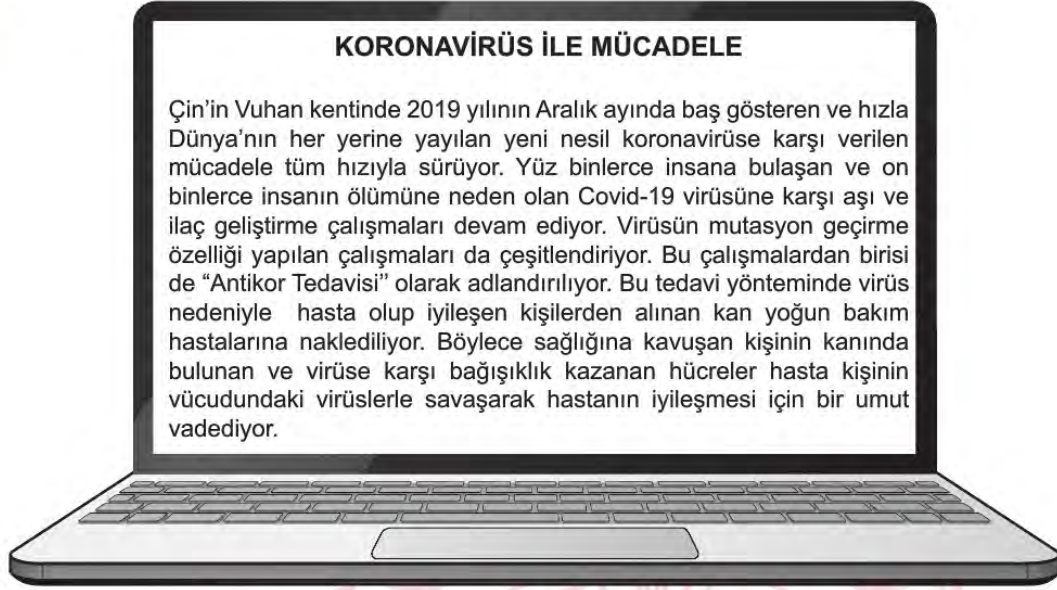 KORONAVİRÜS İLE MÜCADELE
Çin’in Vuhan kentinde 2019 yılının Aralık ayında baş gösteren ve hızla
Dünya’nın her yerine yayılan yeni nesil koronavirüse karşı verilen
mücadele tüm hızıyla sürüyor. Yüz binlerce insana bulaşan ve on
binlerce insanın ölümüne neden olan Covid-19 virüsüne karşı aşı ve
ilaç geliştirme çalışmaları devam ediyor. Virüsün mutasyon geçirme
özelliği yapılan çalışmaları da çeşitlendiriyor. Bu çalışmalardan birisi
de “Antikor Tedavisi’’ olarak adlandırılıyor. Bu tedavi yönteminde virüs
nedeniyle hasta olup iyileşen kişilerden alınan kan yoğun bakım
hastalarına naklediliyor. Böylece sağlığına kavuşan kişinin kanında
bulunan ve virüse karşı bağışıklık kazanan hücreler hasta kişinin
vücudundaki virüslerle savaşarak hastanın iyileşmesi için bir umut
vadediyor.